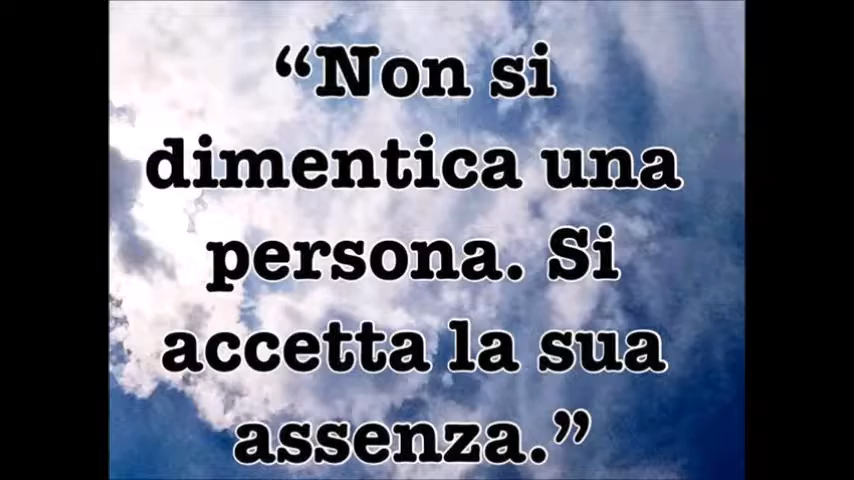 “Non si
dimentica una
persona. Si
accetta la sua
assenza.”